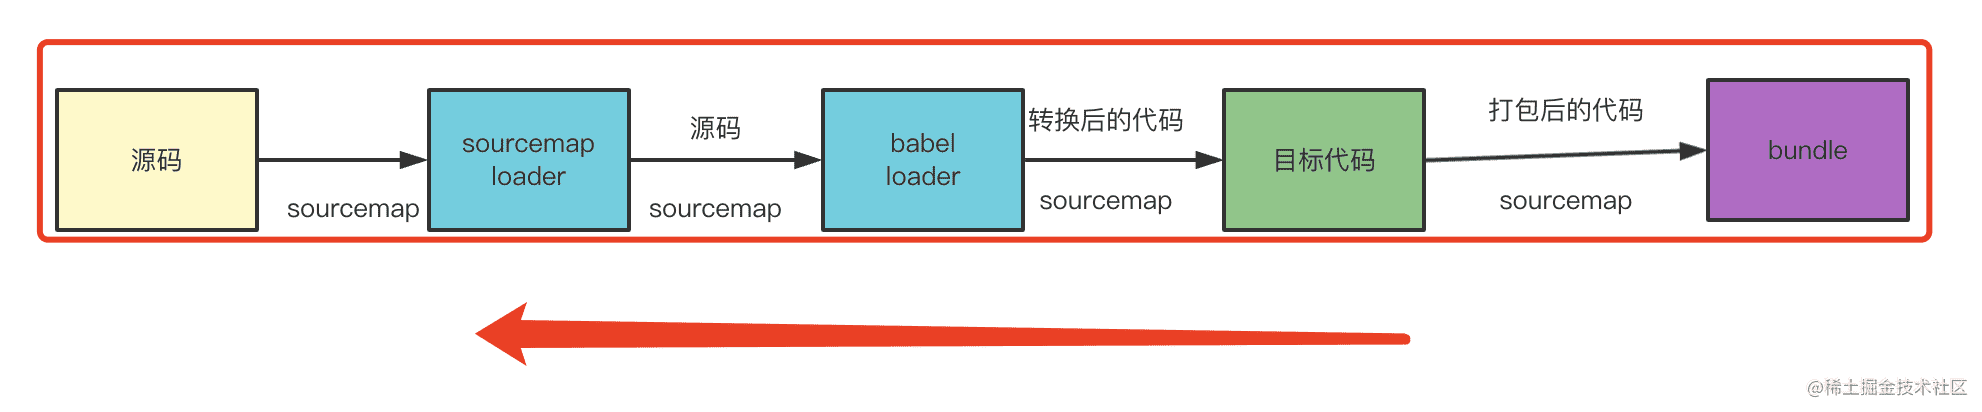 源码
sourcemap
sourcemap
loader
源码
sourcemap
babel
loader
转换后的代码
sourcemap
目标代码
打包后的代码
sourcemap
bundle
@稀土掘金技术社区